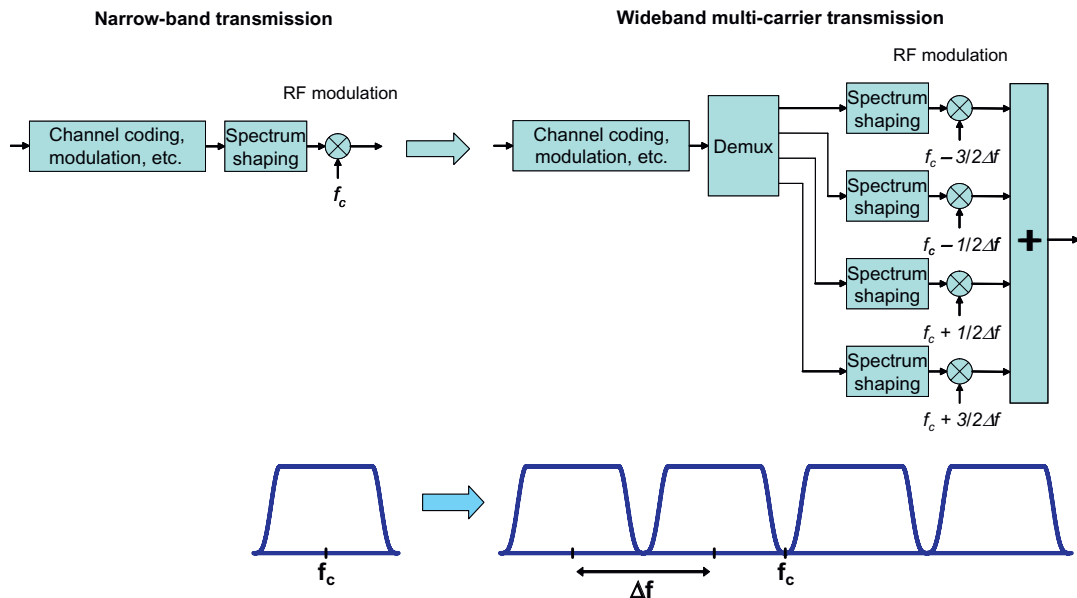 Narrow-band transmission
Wideband multi-carrier transmission
RF modulation
Channel coding,
modulation, etc.
Spectrum
shaping
f_c
RF modulation
Channel coding,
modulation, etc.
Demux
Spectrum
shaping
f_c – 3/2Δf
Spectrum
shaping
f_c – 1/2Δf
Spectrum
shaping
f_c + 1/2Δf
Spectrum
shaping
f_c + 3/2Δf
+
f_c
Δf
f_c